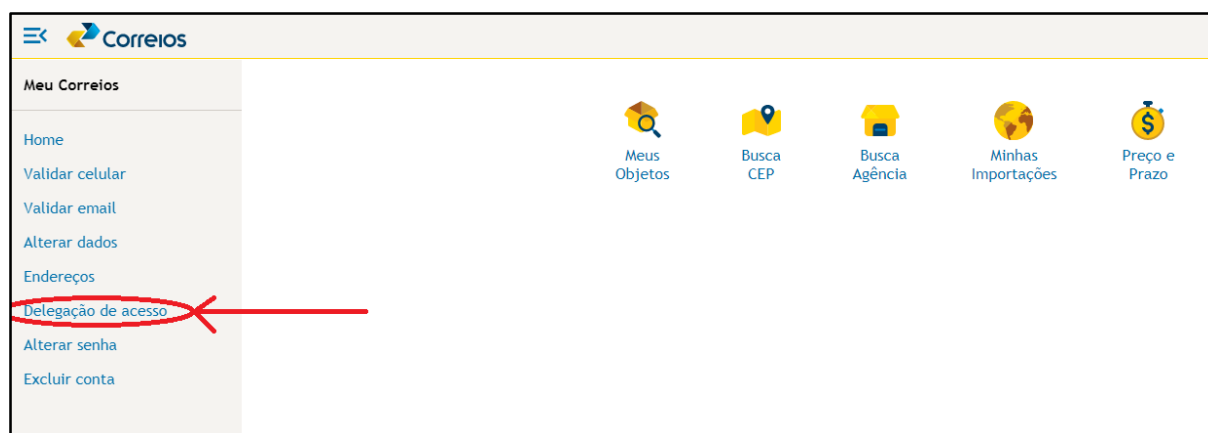 Correios
Meu Correios
Home
Validar celular
Validar email
Alterar dados
Endereços
Delegação de acesso
Alterar senha
Excluir conta
Meus
Objetos
Busca
CEP
Busca
Agência
Minhas
Importações
Preço e
Prazo